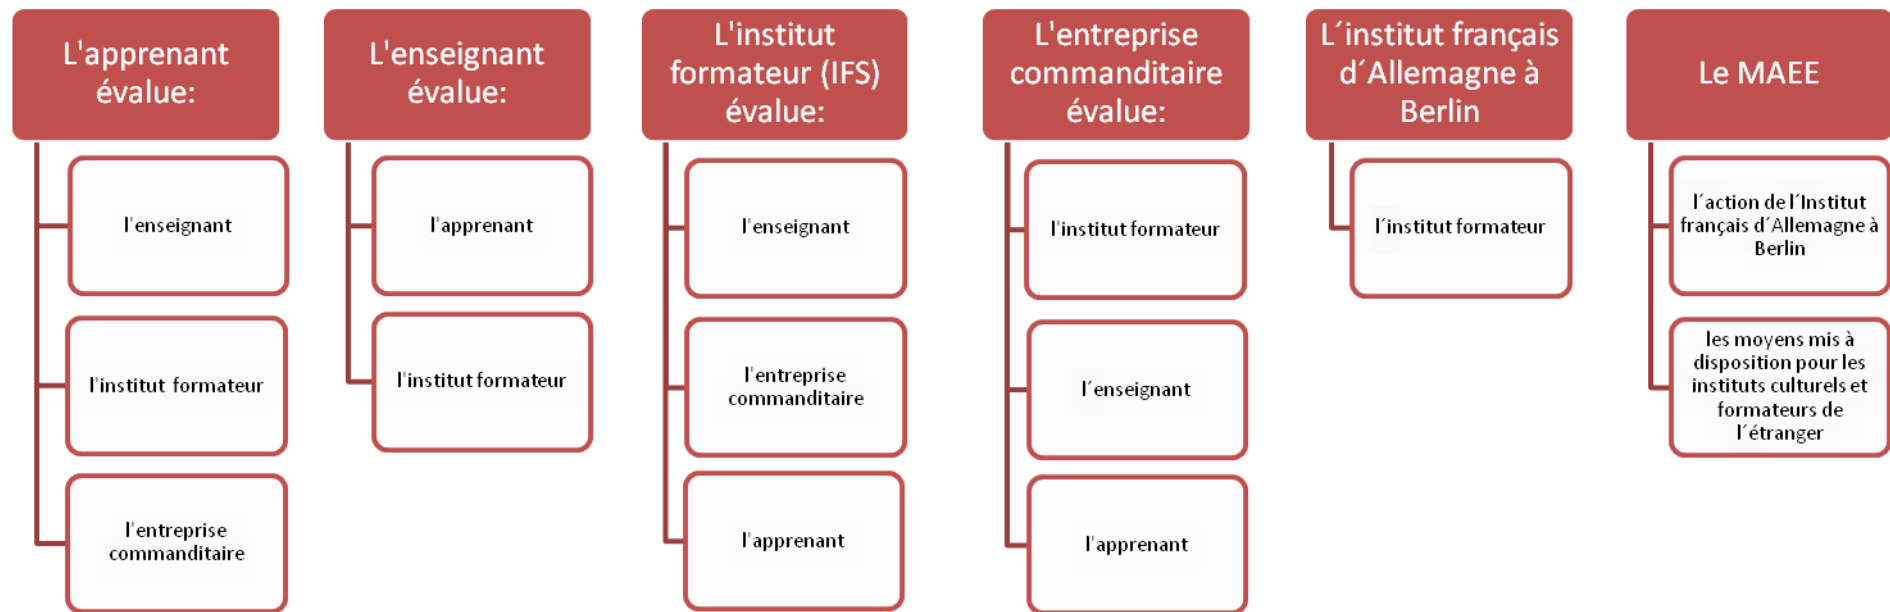 L'apprenant
évalue:
l'enseignant
l'institut formateur
l'entreprise
commanditaire
L'enseignant
évalue:
l'apprenant
l'institut formateur
L'institut
formateur (IFS)
évalue:
l'enseignant
l'entreprise
commanditaire
l'apprenant
L'entreprise
commanditaire
évalue:
l'institut formateur
l´enseignant
l'apprenant
L´institut français
d´Allemagne à
Berlin
l´institut formateur
Le MAEE
l´action de l´Institut
français d´Allemagne à
Berlin
les moyens mis à
disposition pour les
instituts culturels et
formateurs de
l´étranger